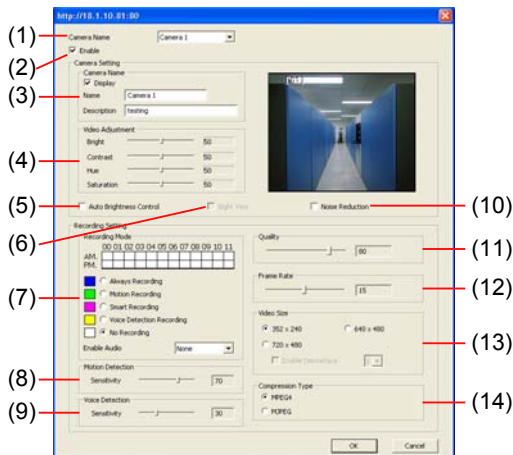 http://18.1.10.81:80
(1) Camera Name Camera 1
(2) Enable
Camera Setting
Camera Name
Display
(3) Name Camera 1
Description testing
Video Adjustment
Bright 50
(4) Contrast 50
Hue 50
Saturation 50
(5) Auto Brightness Control
(6) Night View
Noise Reduction (10)
Recording Setting
Recording Mode
00 01 02 03 04 05 06 07 08 09 10 11
AM.
PM.
(7) Always Recording
Motion Recording
Smart Recording
Voice Detection Recording
No Recording
Enable Audio None
Motion Detection
(8) Sensitivity 70
Voice Detection
(9) Sensitivity 30
Quality
80 (11)
Frame Rate
15 (12)
Video Size
352 x 240 640 x 480
720 x 480 (13)
Compression Type
MPEG4 (14)
MJPEG
OK Cancel